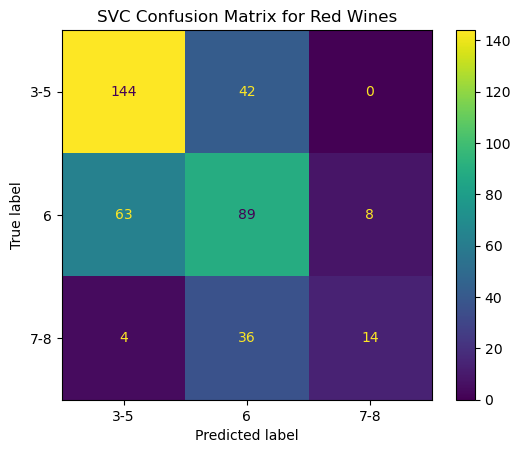 SVC Confusion Matrix for Red Wines
True label
3-5
144 42 0
6
63 89 8
7-8
4 36 14
3-5 6 7-8
Predicted label
140
120
100
80
60
40
20
0